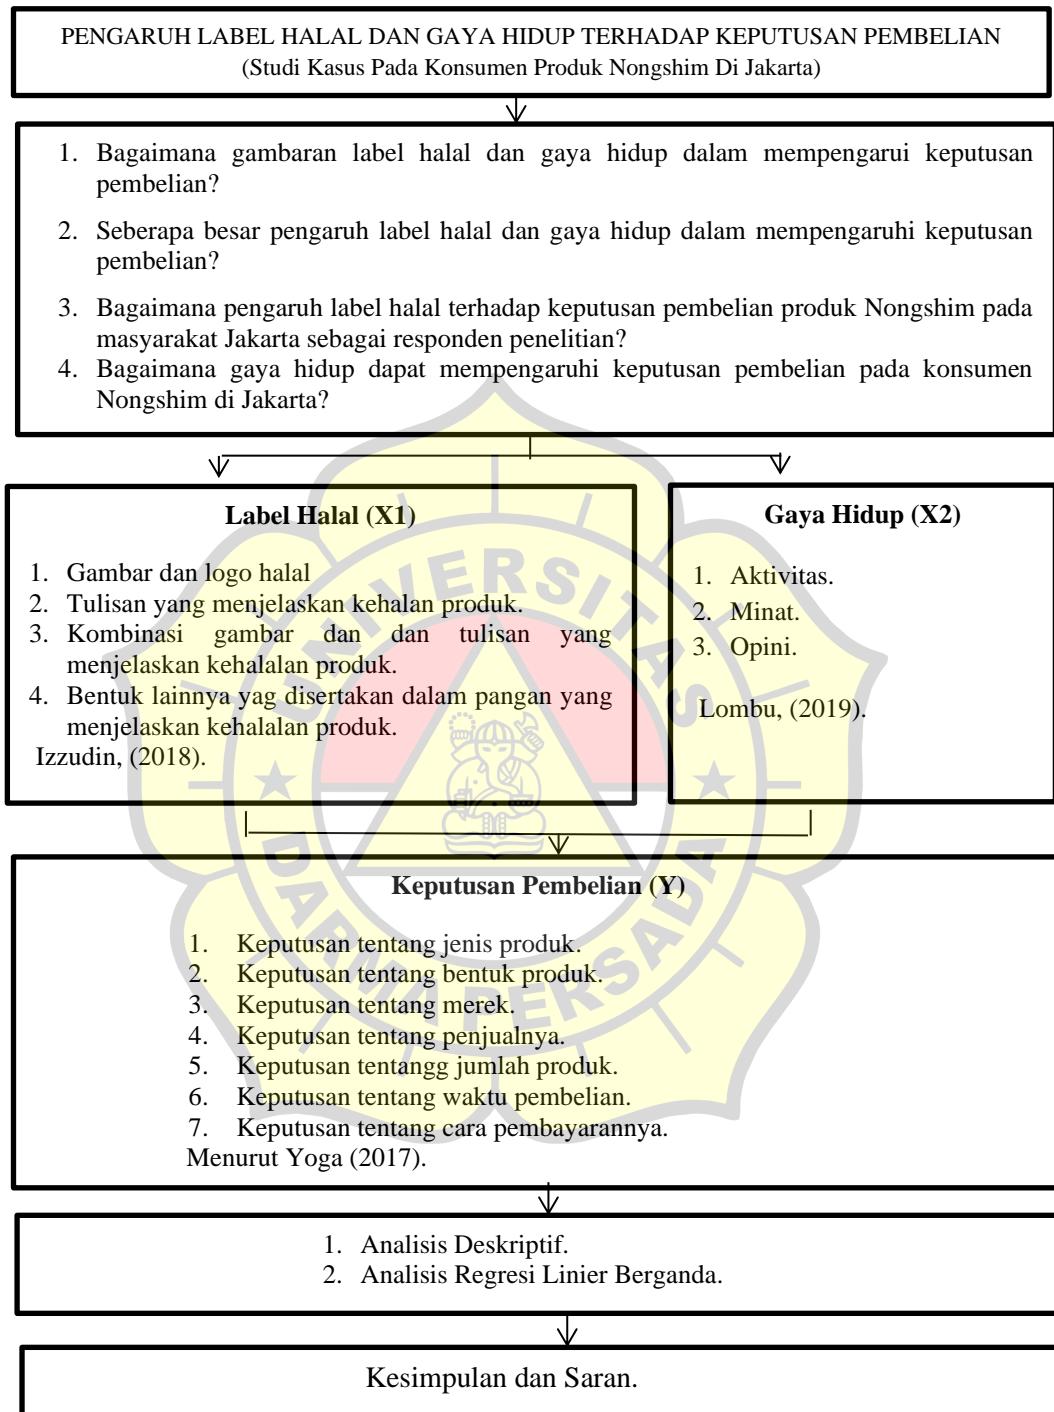 PENGARUH LABEL HALAL DAN GAYA HIDUP TERHADAP KEPUTUSAN PEMBELIAN
(Studi Kasus Pada Konsumen Produk Nongshim Di Jakarta)
1. Bagaimana gambaran label halal dan gaya hidup dalam mempengarui keputusan
pembelian?
2. Seberapa besar pengaruh label halal dan gaya hidup dalam mempengaruhi keputusan
pembelian?
3. Bagaimana pengaruh label halal terhadap keputusan pembelian produk Nongshim pada
masyarakat Jakarta sebagai responden penelitian?
4. Bagaimana gaya hidup dapat mempengaruhi keputusan pembelian pada konsumen
Nongshim di Jakarta?
Label Halal (X1)
1. Gambar dan logo halal
2. Tulisan yang menjelaskan kehalan produk.
3. Kombinasi gambar dan dan tulisan yang
menjelaskan kehalalan produk.
4. Bentuk lainnya yag disertakan dalam pangan yang
menjelaskan kehalalan produk.
Izzudin, (2018).
Gaya Hidup (X2)
1. Aktivitas.
2. Minat.
3. Opini.
Lombu, (2019).
Keputusan Pembelian (Y)
1. Keputusan tentang jenis produk.
2. Keputusan tentang bentuk produk.
3. Keputusan tentang merek.
4. Keputusan tentang penjualnya.
5. Keputusan tentangg jumlah produk.
6. Keputusan tentang waktu pembelian.
7. Keputusan tentang cara pembayarannya.
Menurut Yoga (2017).
1. Analisis Deskriptif.
2. Analisis Regresi Linier Berganda.
Kesimpulan dan Saran.
UNIVERSITAS
DARMA PERSADA